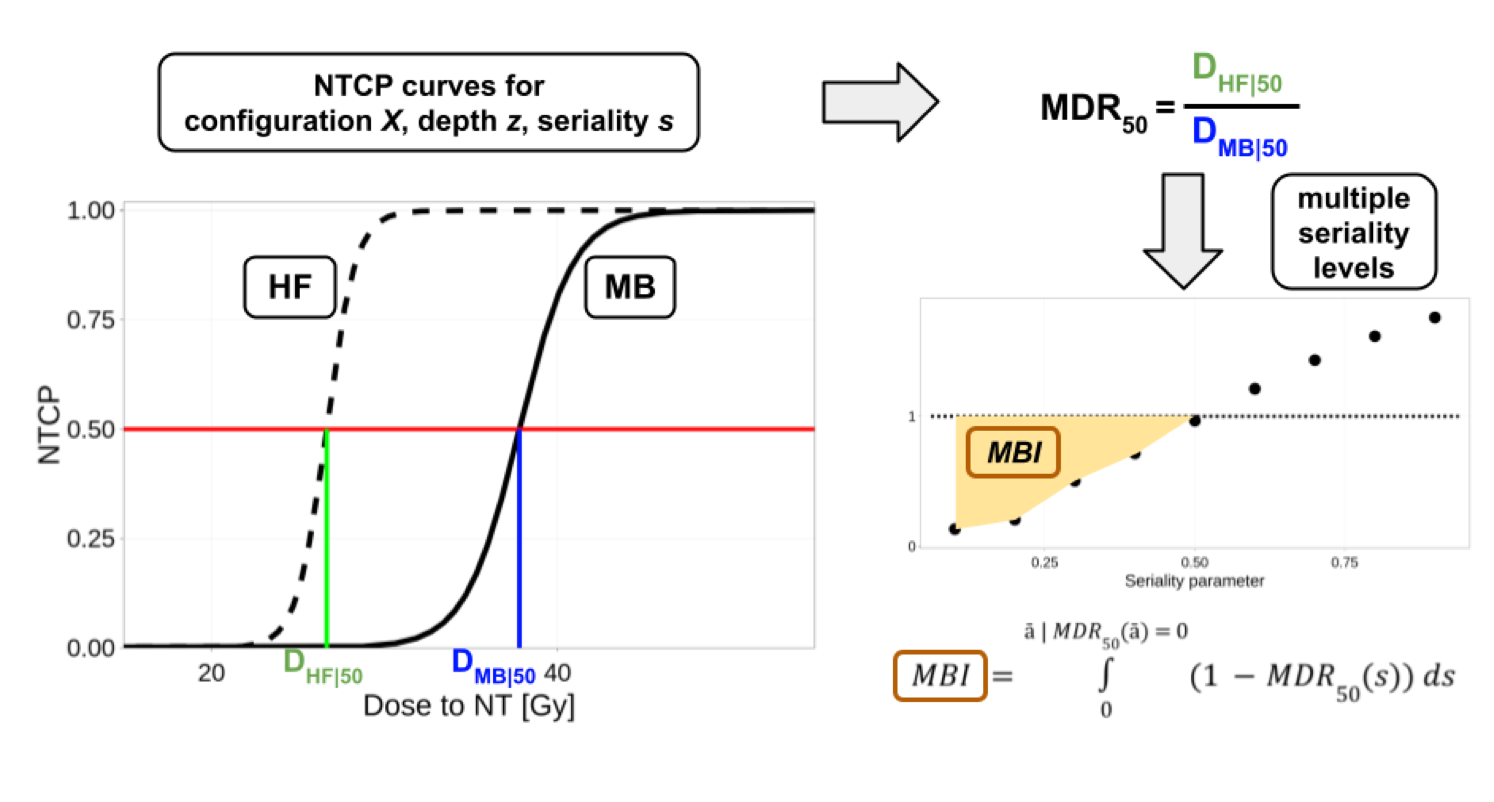 NTCP curves for
configuration X, depth z, seriality s
MDR50 = DHF|50
DMB|50
multiple
seriality
levels
1.00
0.75
0.50
0.25
0.00
NTCP
HF
MB
20
40
DHF|50
DMB|50
Dose to NT [Gy]
1
0
MBI
0.25
0.50
0.75
Seriality parameter
ā | MDR50(ā) = 0
MBI = ∫ (1 − MDR50(s)) ds
0